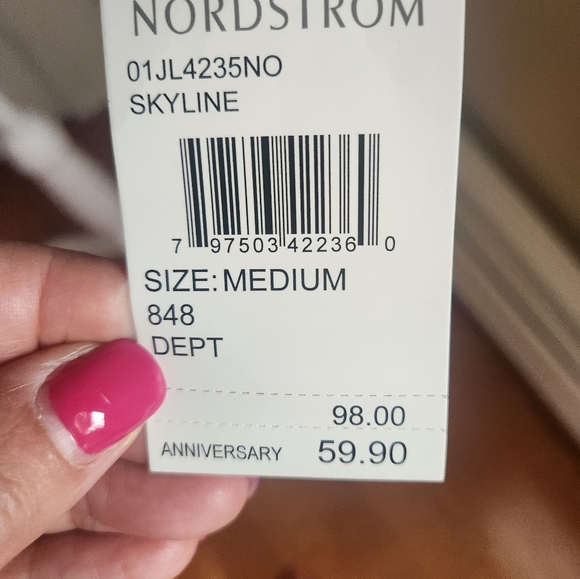 NORDSTROM
01JL4235NO
SKYLINE
7 97503 42236 0
SIZE: MEDIUM
848
DEPT
98.00
ANNIVERSARY 59.90